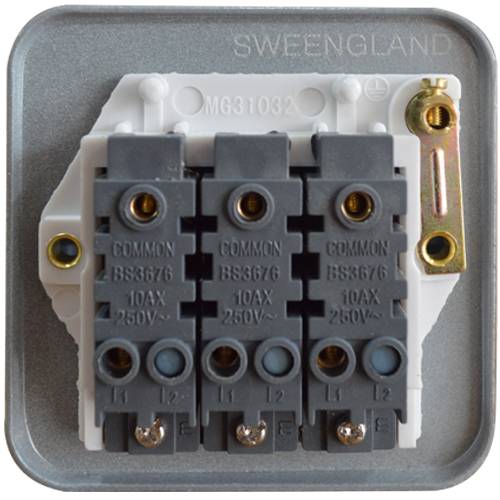 SWEENGLAND
MG31032
COMMON
BS3676
10AX
250V~
L1 L2
m
COMMON
BS3676
10AX
250V~
L1 L2
m
COMMON
BS3676
10AX
250V~
L1 L2
m